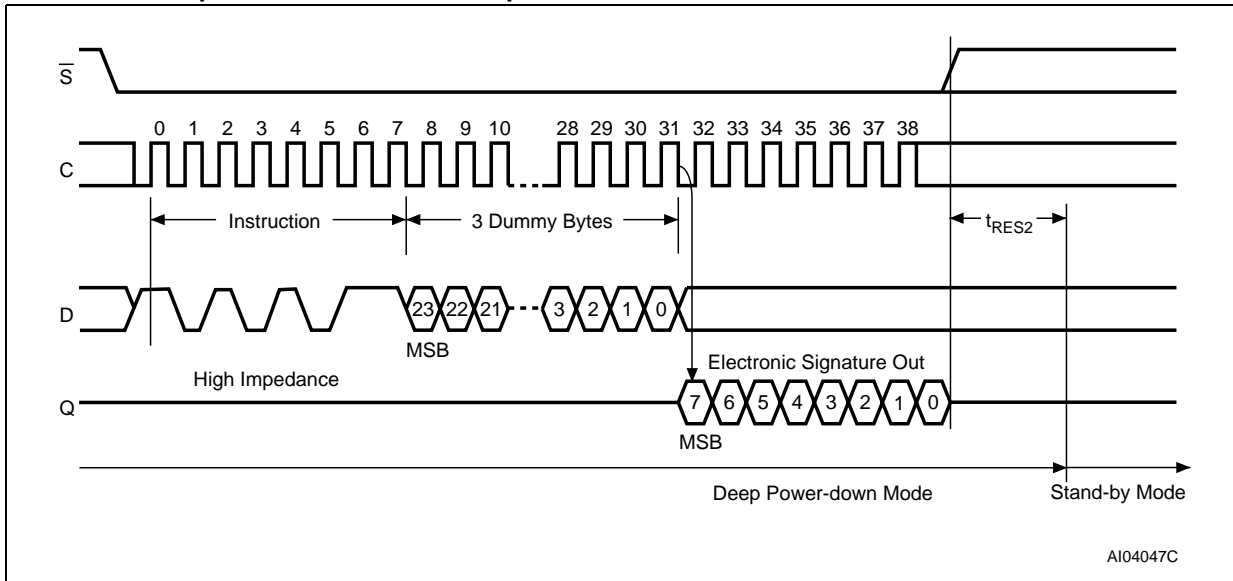 S
0 1 2 3 4 5 6 7 8 9 10 28 29 30 31 32 33 34 35 36 37 38
C
Instruction 3 Dummy Bytes tRES2
D
23 22 21 3 2 1 0
MSB
High Impedance Electronic Signature Out
Q
7 6 5 4 3 2 1 0
MSB
Deep Power-down Mode Stand-by Mode
AI04047C